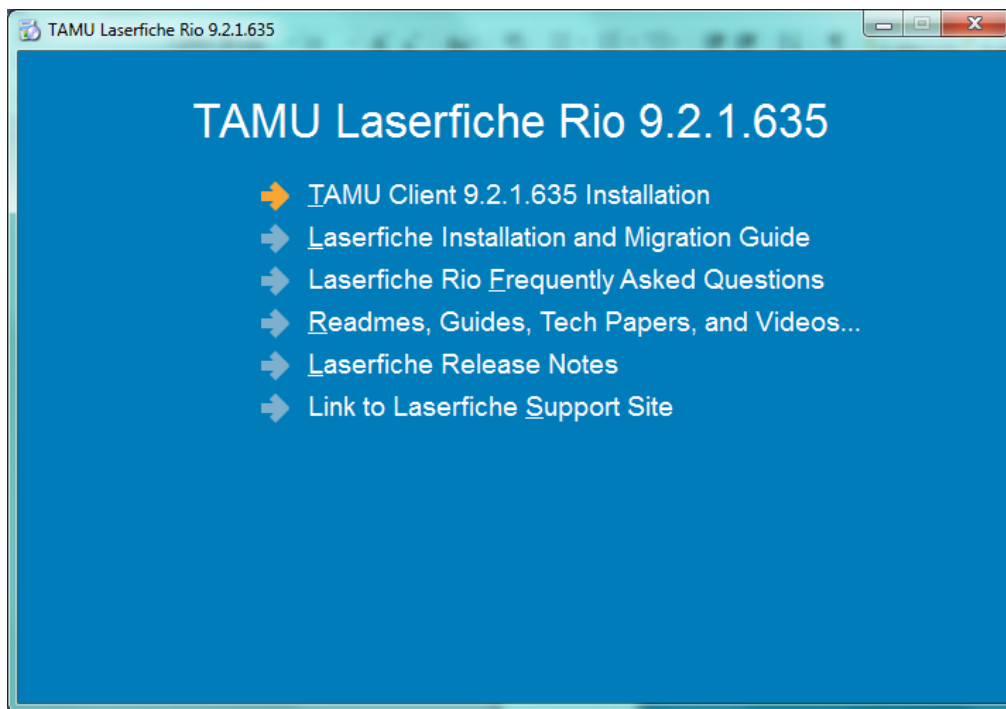 TAMU Laserfiche Rio 9.2.1.635
TAMU Laserfiche Rio 9.2.1.635
TAMU Client 9.2.1.635 Installation
Laserfiche Installation and Migration Guide
Laserfiche Rio Frequently Asked Questions
Readmes, Guides, Tech Papers, and Videos...
Laserfiche Release Notes
Link to Laserfiche Support Site